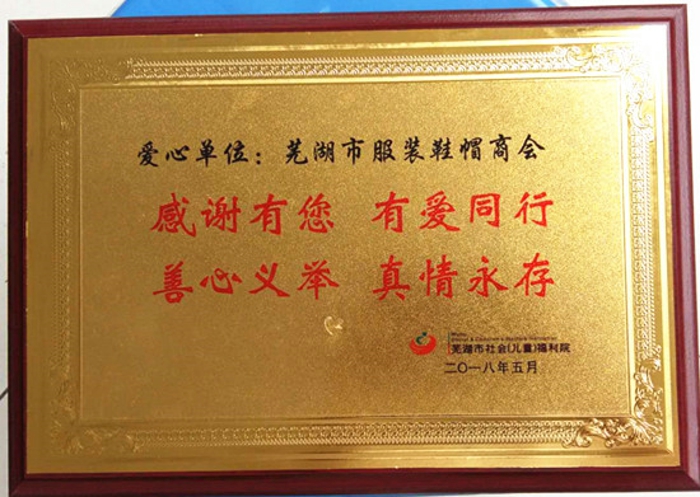 爱心单位：芜湖市服装鞋帽商会
感谢有您 有爱同行
善心义举 真情永存
芜湖市社会(儿童)福利院
二〇一八年五月